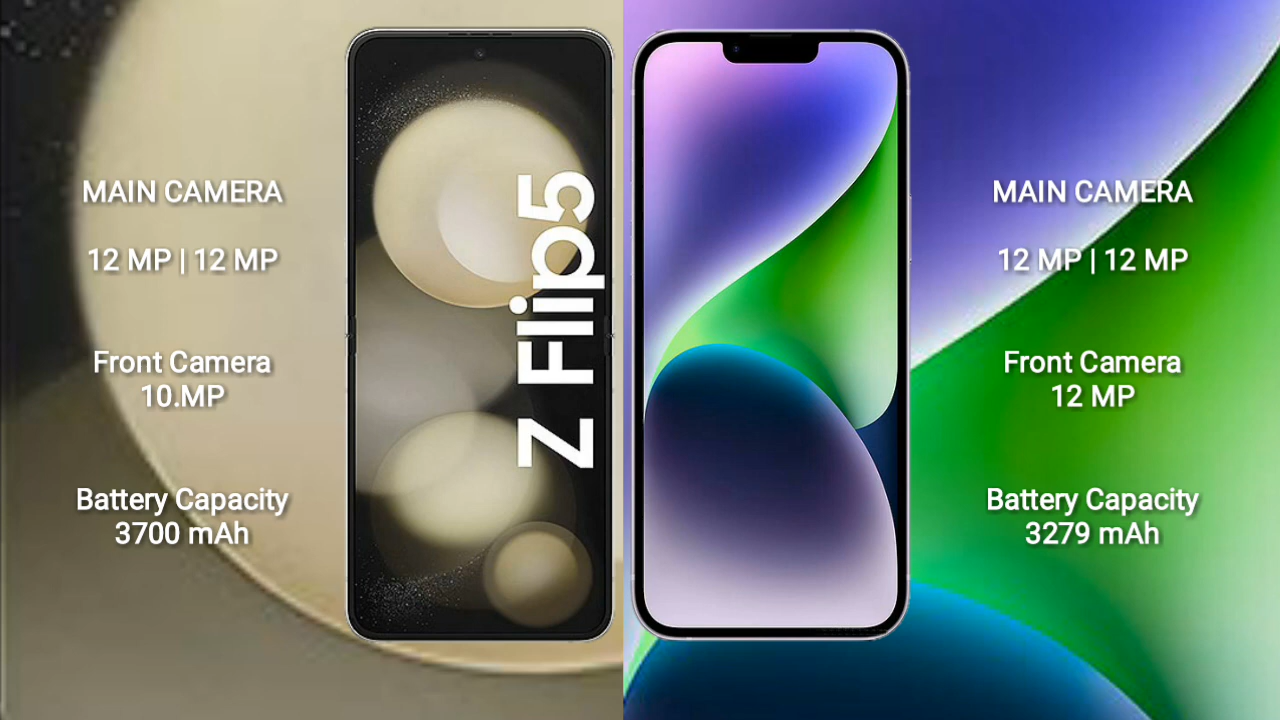 MAIN CAMERA
12 MP | 12 MP
Front Camera
10.MP
Battery Capacity
3700 mAh
Z Flip5
MAIN CAMERA
12 MP | 12 MP
Front Camera
12 MP
Battery Capacity
3279 mAh